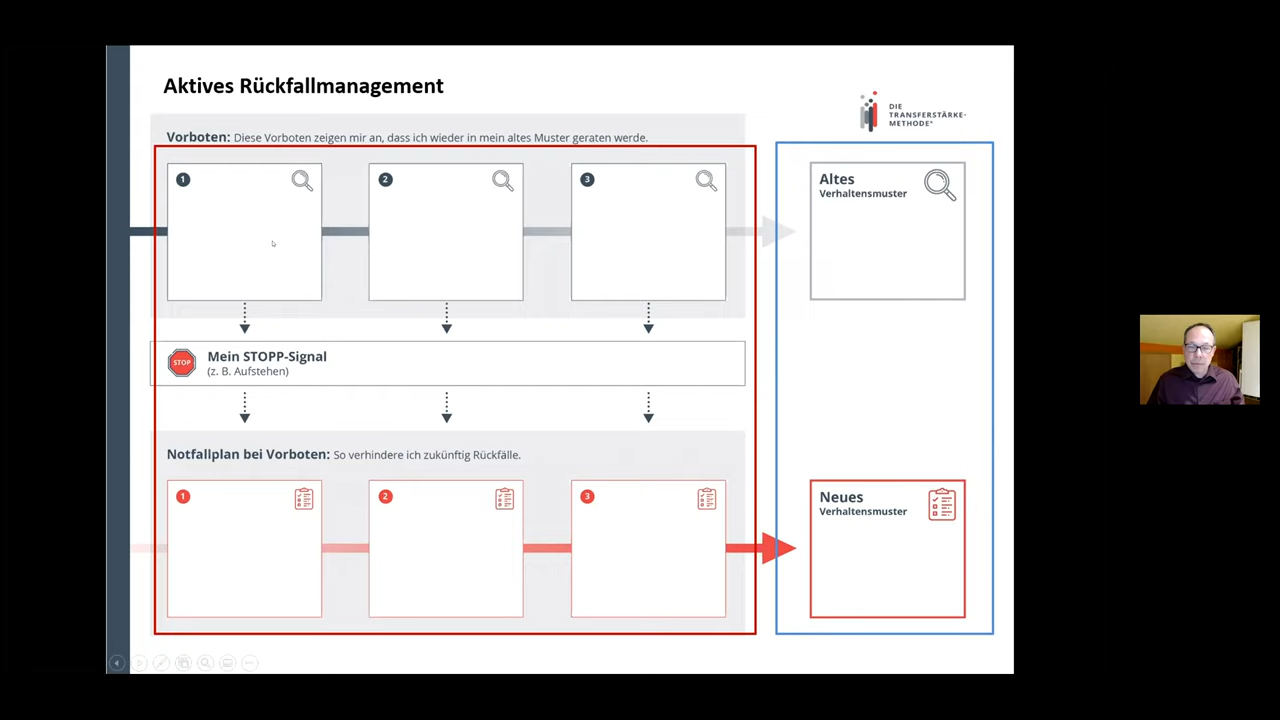 Aktives Rückfallmanagement
DIE
TRANSFERSTÄRKE-
METHODE®
Vorboten: Diese Vorboten zeigen mir an, dass ich wieder in mein altes Muster geraten werde.
1
2
3
Altes
Verhaltensmuster
STOP
Mein STOPP-Signal
(z. B. Aufstehen)
Notfallplan bei Vorboten: So verhindere ich zukünftig Rückfälle.
1
2
3
Neues
Verhaltensmuster